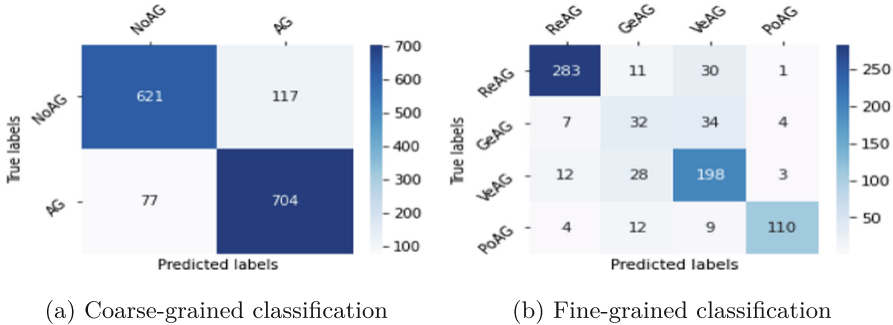 NoAG AG
True labels
NoAG 621 117
AG 77 704
700
600
500
400
300
200
100
Predicted labels
(a) Coarse-grained classification
ReAG GeAG VeAG PoAG
True labels
ReAG 283 11 30 1
GeAG 7 32 34 4
VeAG 12 28 198 3
PoAG 4 12 9 110
250
200
150
100
50
Predicted labels
(b) Fine-grained classification